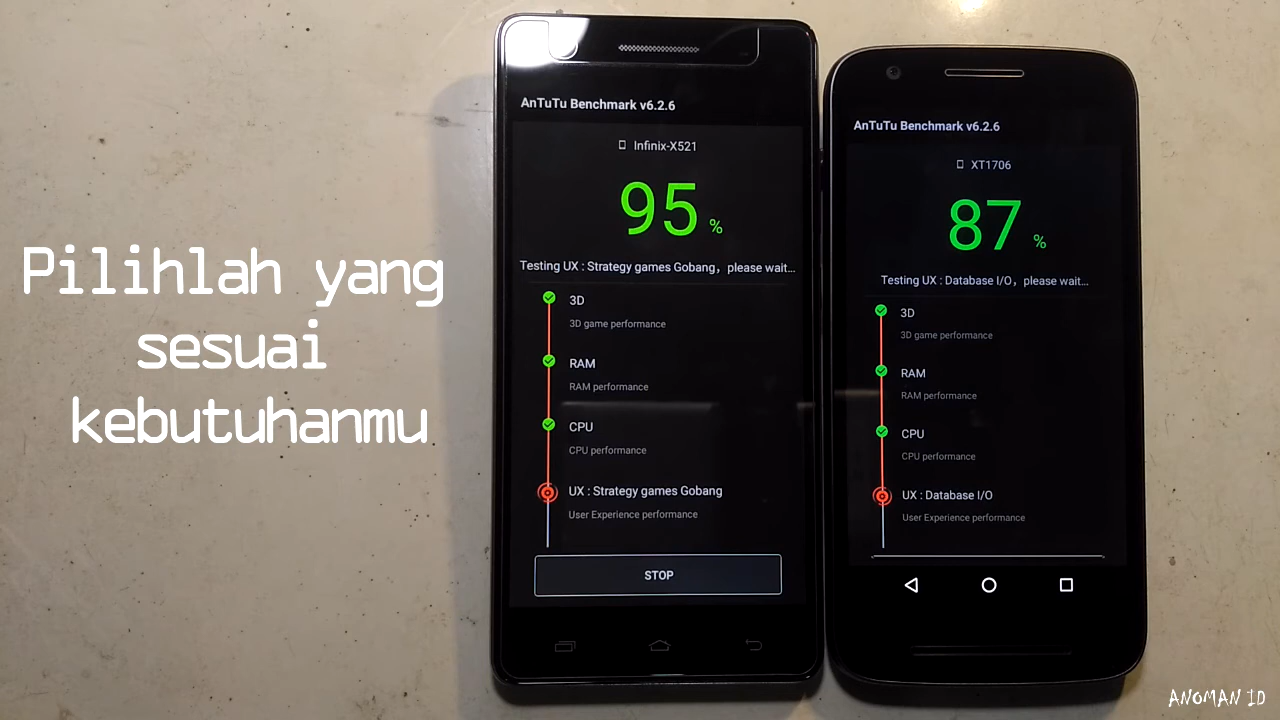 Pilihlah yang
sesuai
kebutuhanmu
AnTuTu Benchmark v6.2.6
Infinix-X521
95 %
Testing UX : Strategy games Gobang, please wait...
3D
3D game performance
RAM
RAM performance
CPU
CPU performance
UX : Strategy games Gobang
User Experience performance
STOP
AnTuTu Benchmark v6.2.6
XT1706
87 %
Testing UX : Database I/O, please wait...
3D
3D game performance
RAM
RAM performance
CPU
CPU performance
UX : Database I/O
User Experience performance
ANOMAN ID